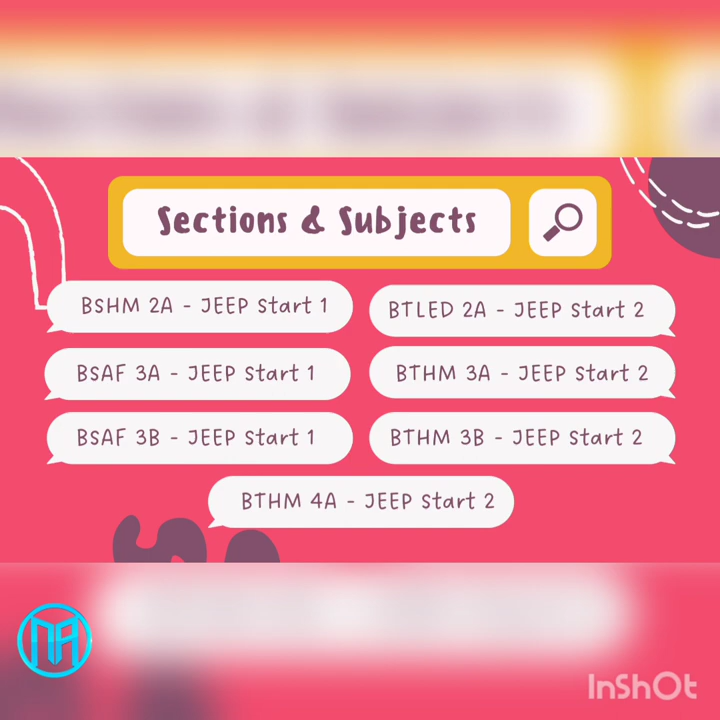 Sections & Subjects
BSHM 2A - JEEP Start 1
BTLED 2A - JEEP Start 2
BSAF 3A - JEEP Start 1
BTHM 3A - JEEP Start 2
BSAF 3B - JEEP Start 1
BTHM 3B - JEEP Start 2
BTHM 4A - JEEP Start 2
InShOt